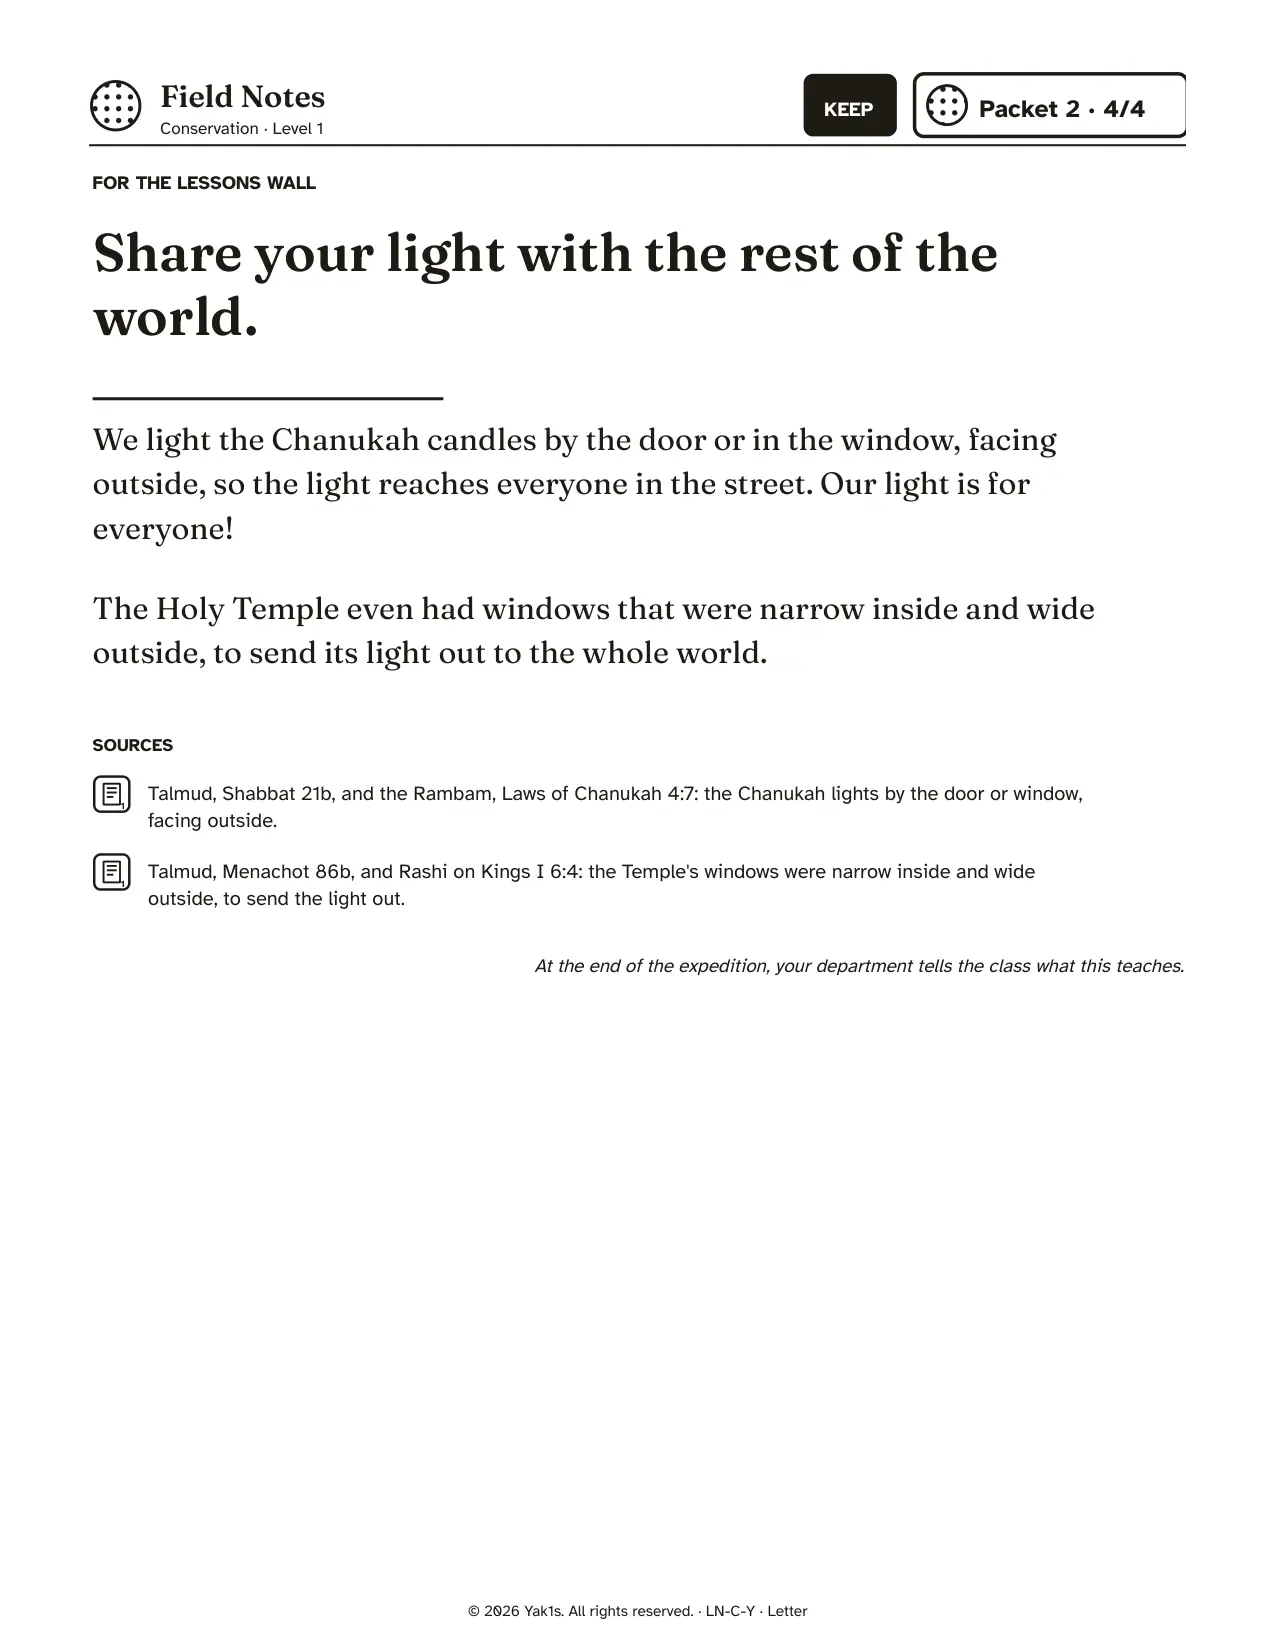 Field Notes
Conservation · Level 1
KEEP
Packet 2 · 4/4
FOR THE LESSONS WALL
Share your light with the rest of the
world.
We light the Chanukah candles by the door or in the window, facing
outside, so the light reaches everyone in the street. Our light is for
everyone!
The Holy Temple even had windows that were narrow inside and wide
outside, to send its light out to the whole world.
SOURCES
Talmud, Shabbat 21b, and the Rambam, Laws of Chanukah 4:7: the Chanukah lights by the door or window,
facing outside.
Talmud, Menachot 86b, and Rashi on Kings I 6:4: the Temple's windows were narrow inside and wide
outside, to send the light out.
At the end of the expedition, your department tells the class what this teaches.
© 2026 Yak1s. All rights reserved. · LN-C-Y · Letter